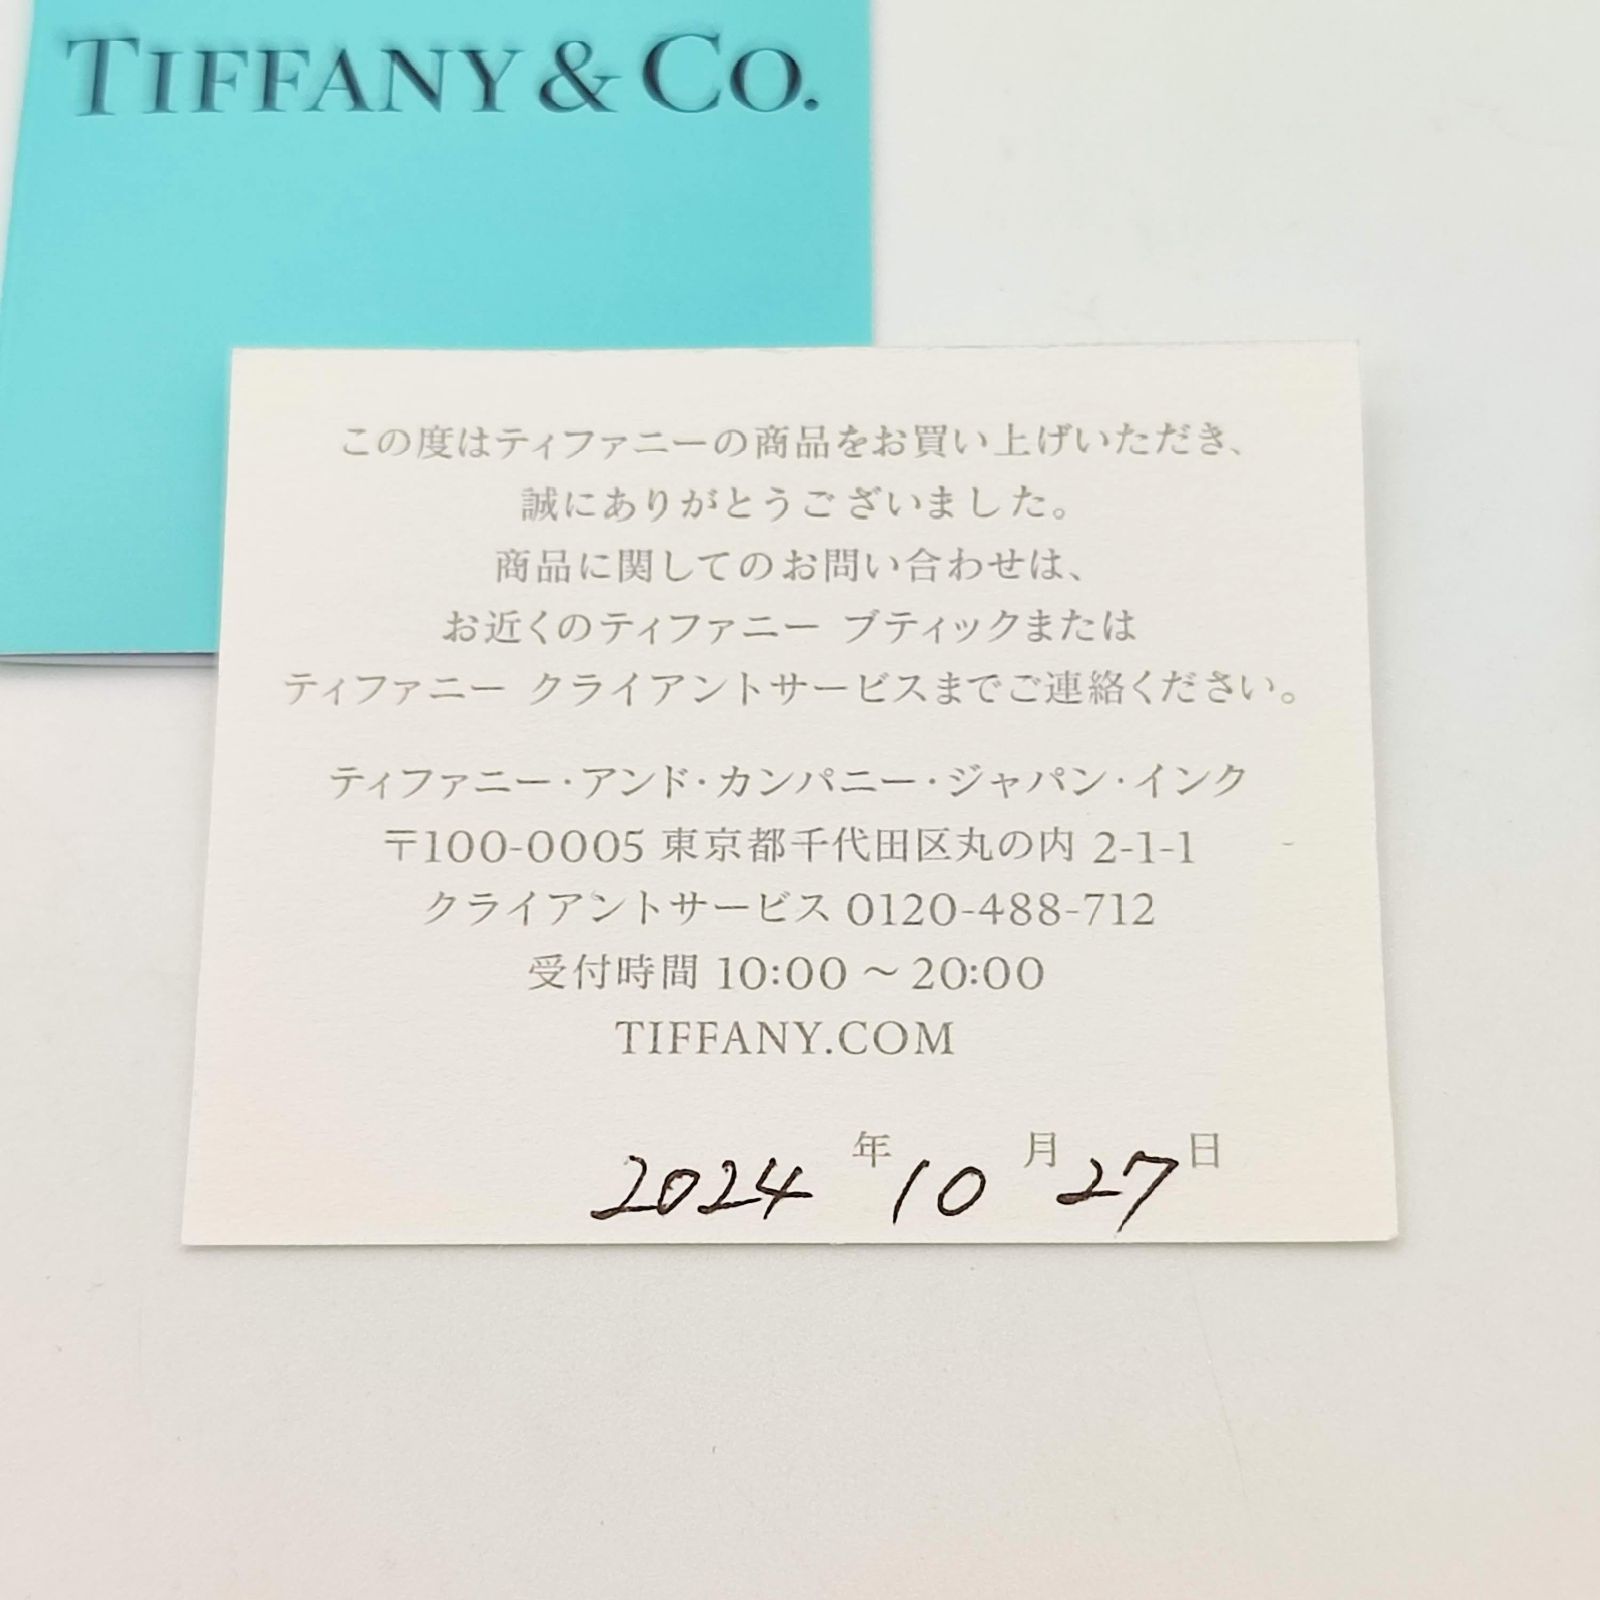 TIFFANY & CO.
この度はティファニーの商品をお買い上げいただき、
誠にありがとうございました。
商品に関してのお問い合わせは、
お近くのティファニー ブティックまたは
ティファニー クライアントサービスまでご連絡ください。
ティファニー・アンド・カンパニー・ジャパン・インク
〒100-0005 東京都千代田区丸の内 2-1-1
クライアントサービス 0120-488-712
受付時間 10:00 ～ 20:00
TIFFANY.COM
2024 年 10 月 27 日